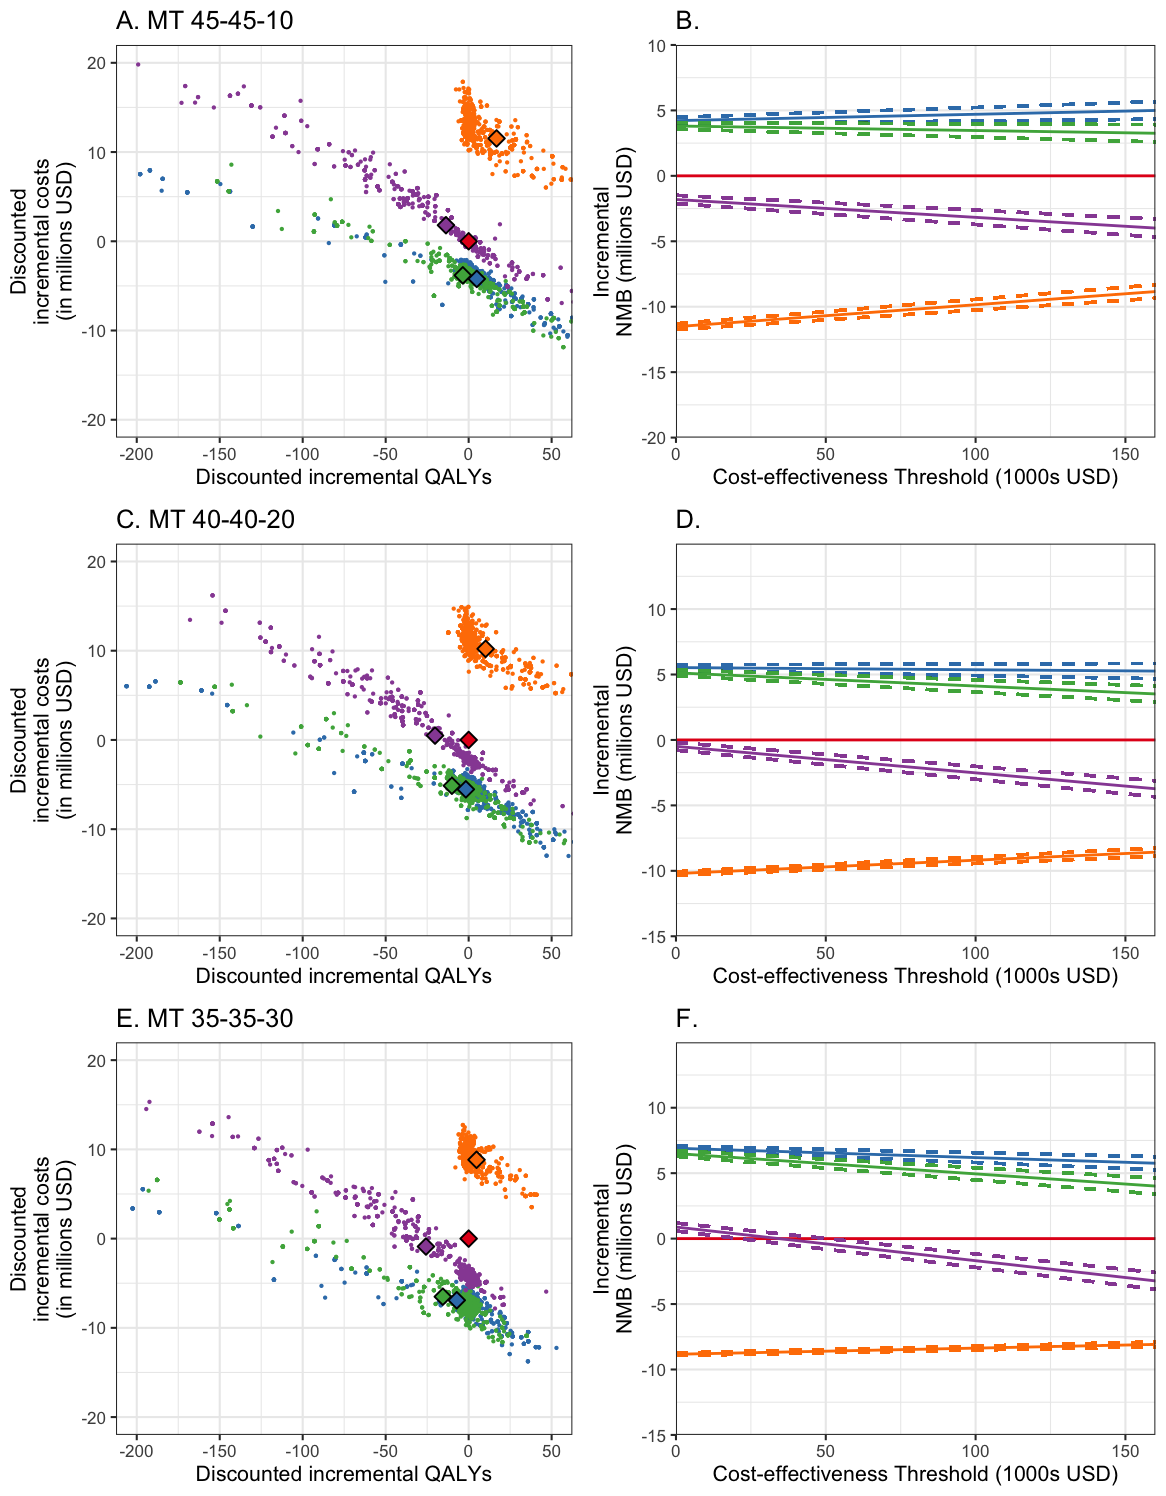 A. MT 45-45-10
B.
Discounted
incremental costs
(in millions USD)
20
10
0
-10
-20
-200
-150
-100
-50
0
50
Discounted incremental QALYs
Incremental
NMB (millions USD)
10
5
0
-5
-10
-15
-20
0
50
100
150
Cost-effectiveness Threshold (1000s USD)
C. MT 40-40-20
D.
Discounted
incremental costs
(in millions USD)
20
10
0
-10
-20
-200
-150
-100
-50
0
50
Discounted incremental QALYs
Incremental
NMB (millions USD)
10
5
0
-5
-10
-15
0
50
100
150
Cost-effectiveness Threshold (1000s USD)
E. MT 35-35-30
F.
Discounted
incremental costs
(in millions USD)
20
10
0
-10
-20
-200
-150
-100
-50
0
50
Discounted incremental QALYs
Incremental
NMB (millions USD)
10
5
0
-5
-10
-15
0
50
100
150
Cost-effectiveness Threshold (1000s USD)